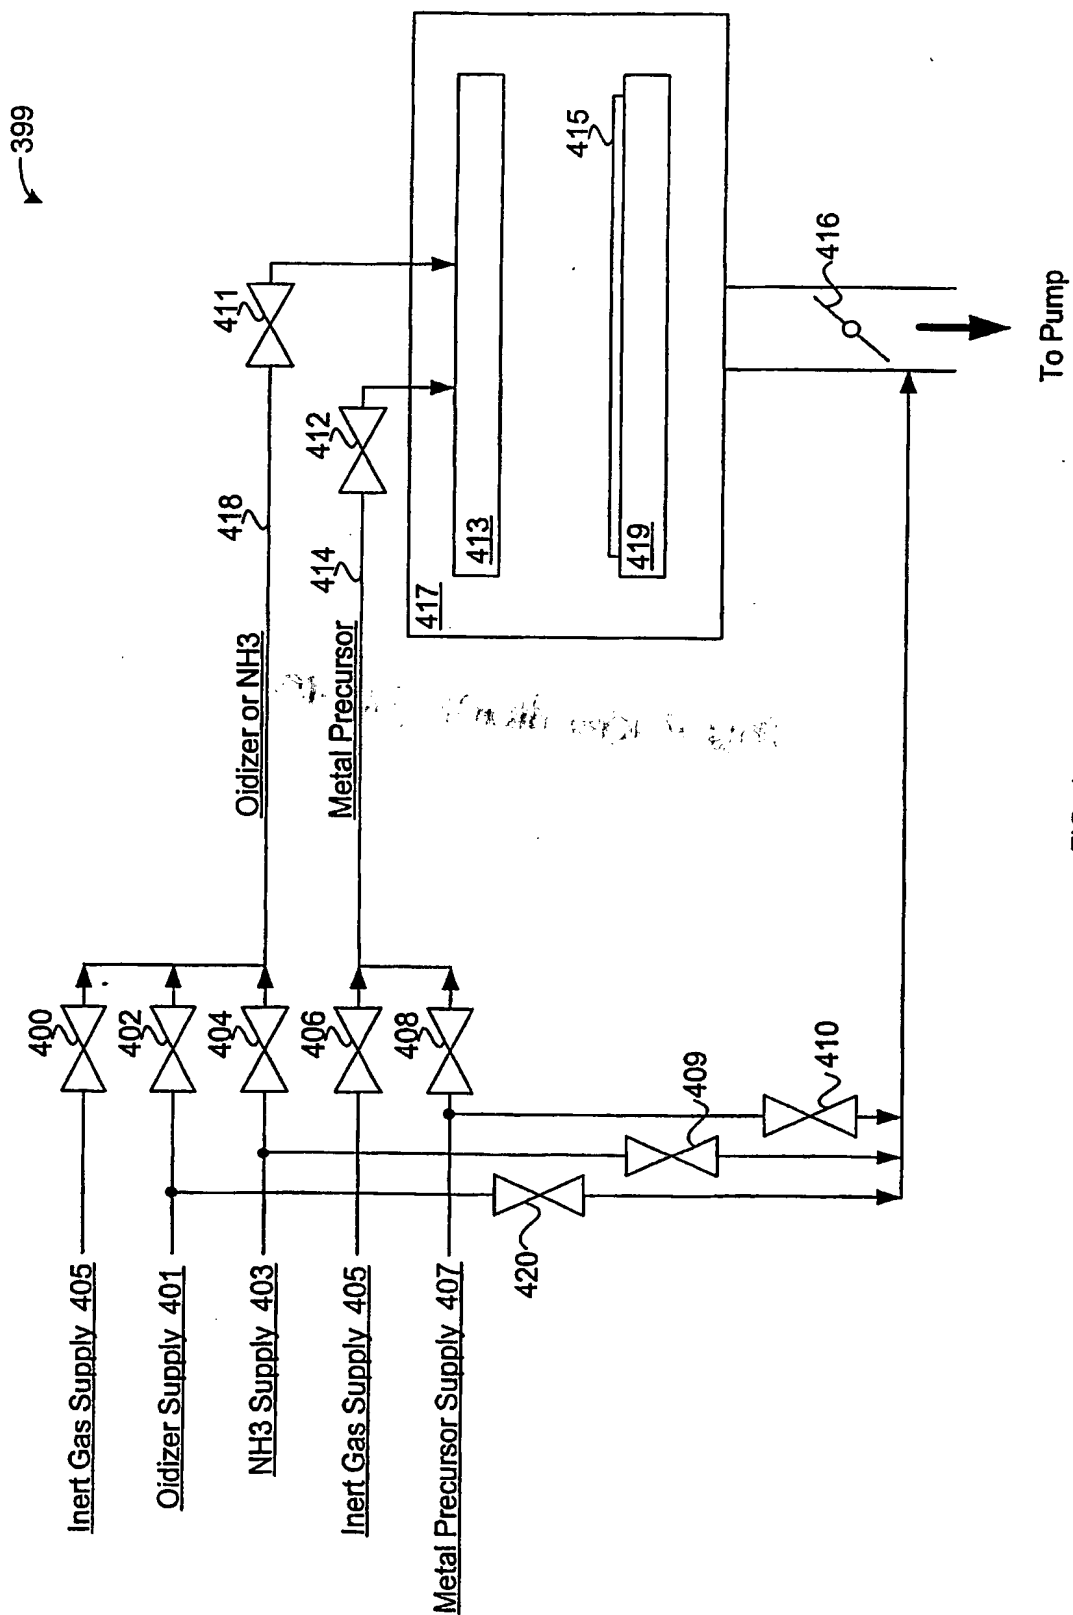 399
Inert Gas Supply 405
400
Oidizer Supply 401
402
NH3 Supply 403
404
Inert Gas Supply 405
406
Metal Precursor Supply 407
408
420
409
410
Oidizer or NH3
418
411
Metal Precursor
414
412
417
413
415
419
416
To Pump